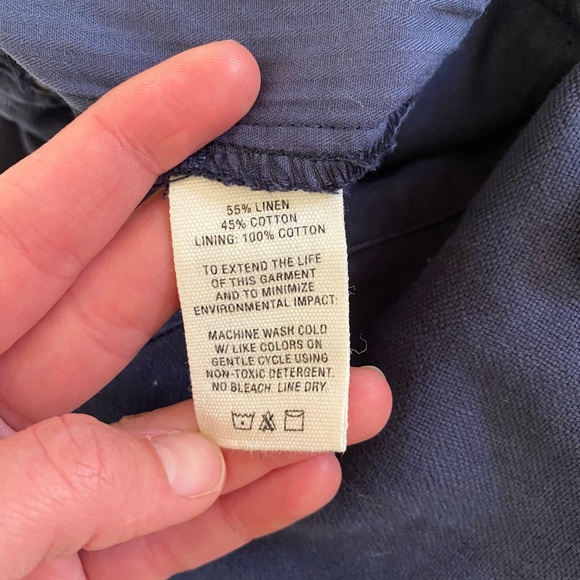 55% LINEN
45% COTTON
LINING: 100% COTTON
TO EXTEND THE LIFE
OF THIS GARMENT
AND TO MINIMIZE
ENVIRONMENTAL IMPACT:
MACHINE WASH COLD
W/ LIKE COLORS ON
GENTLE CYCLE USING
NON-TOXIC DETERGENT.
NO BLEACH. LINE DRY